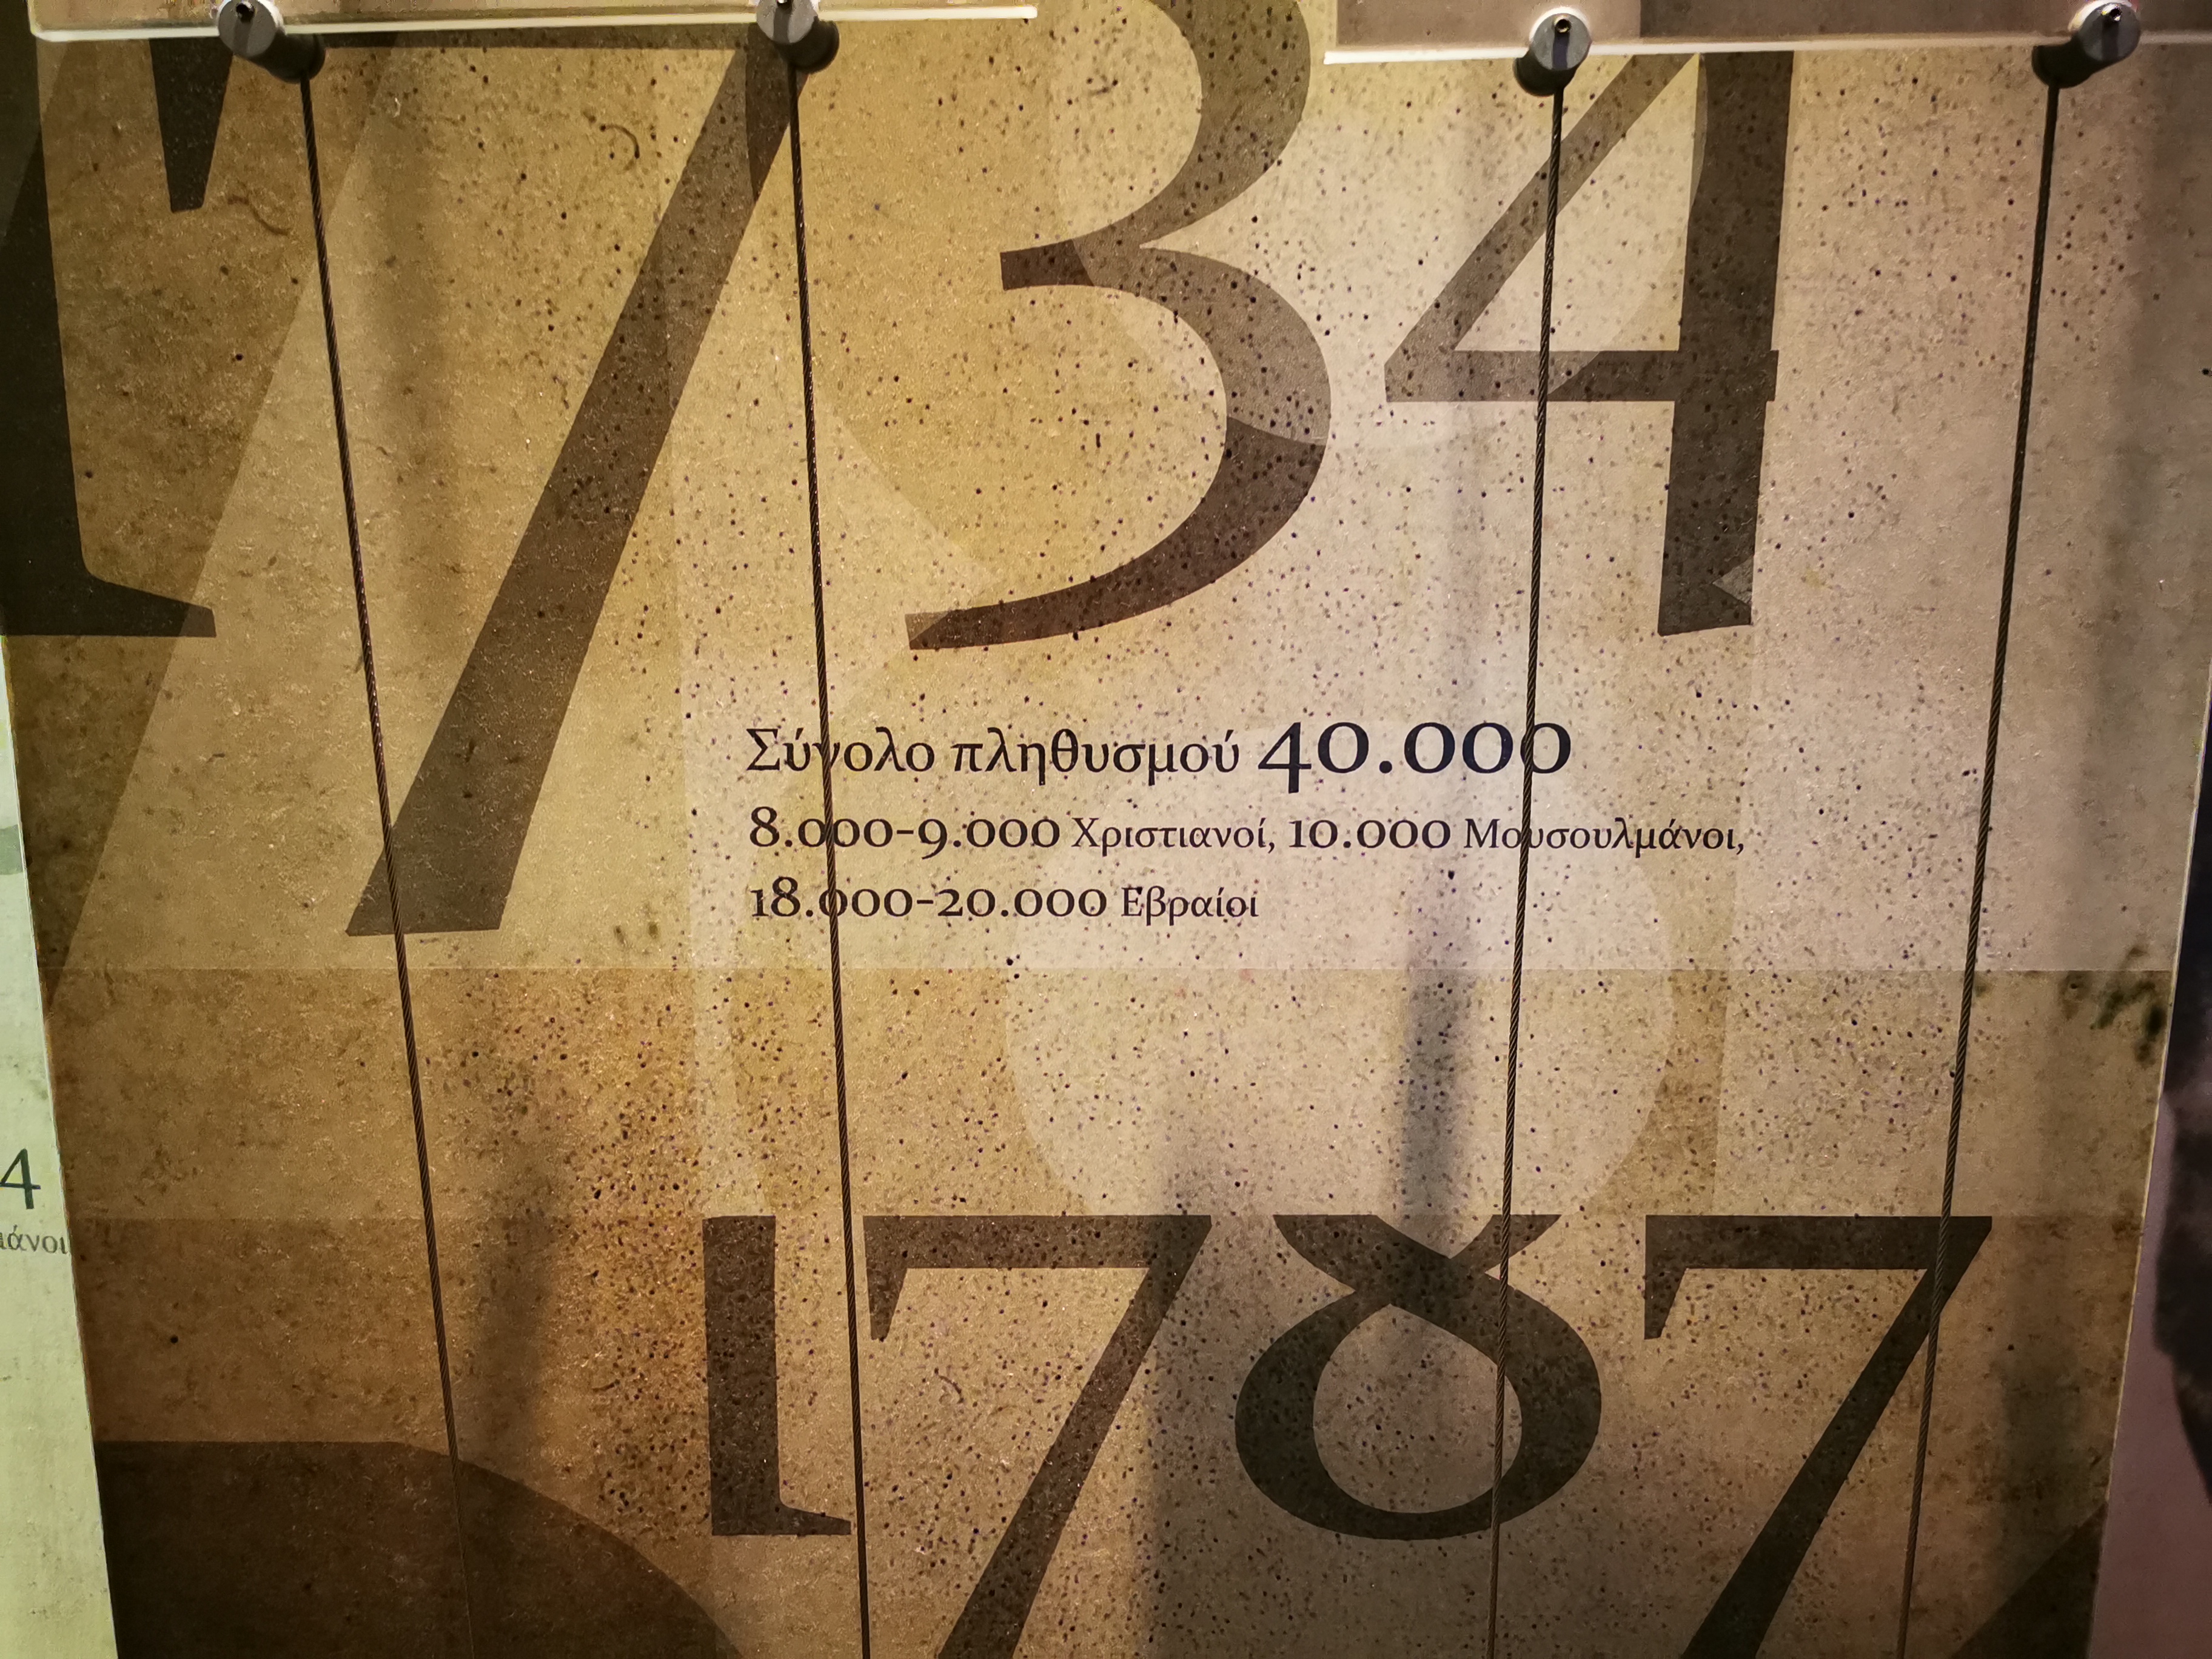 1734
Σύνολο πληθυσμού 40.000
8.000-9.000 Χριστιανοί, 10.000 Μουσουλμάνοι,
18.000-20.000 Εβραίοι
1787
4